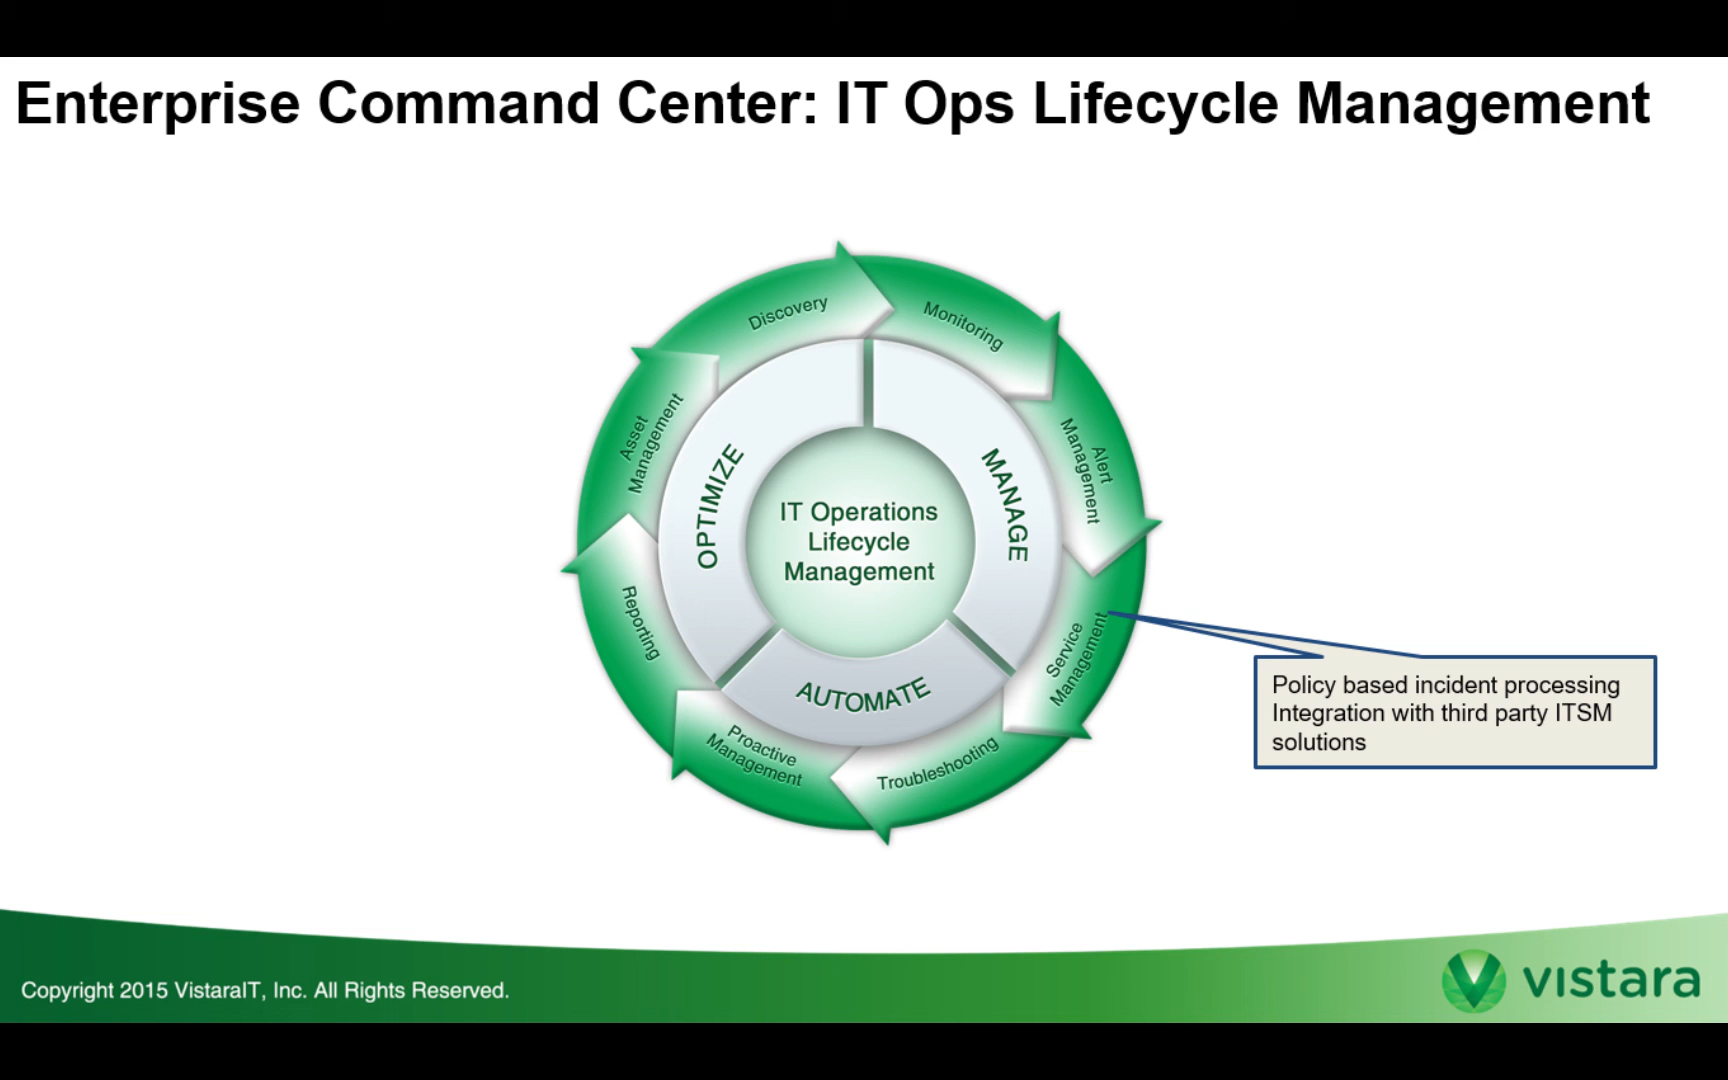 Enterprise Command Center: IT Ops Lifecycle Management
Discovery
Monitoring
Alert
Management
Service
Management
Troubleshooting
Proactive
Management
Reporting
Asset
Management
OPTIMIZE
MANAGE
AUTOMATE
IT Operations
Lifecycle
Management
Policy based incident processing
Integration with third party ITSM
solutions
Copyright 2015 VistaraIT, Inc. All Rights Reserved.
vistara